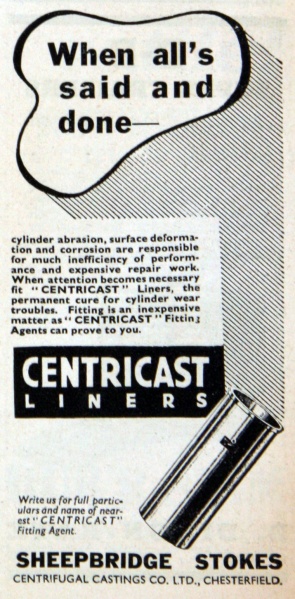 When all's
said and
done—
cylinder abrasion, surface deforma-
tion and corrosion are responsible
for much inefficiency of perform-
ance and expensive repair work.
When attention becomes necessary
fit "CENTRICAST" Liners, the
permanent cure for cylinder wear
troubles. Fitting is an inexpensive
matter as "CENTRICAST" Fitting
Agents can prove to you.
CENTRICAST
LINERS
Write us for full partic-
ulars and name of near-
est "CENTRICAST"
Fitting Agent.
SHEEPBRIDGE STOKES
CENTRIFUGAL CASTINGS CO. LTD., CHESTERFIELD.